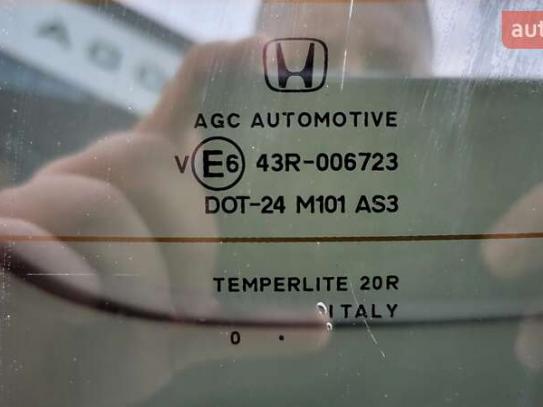 aut
AGC AUTOMOTIVE
V E6 43R-006723
DOT-24 M101 AS3
TEMPERLITE 20R
ITALY
0 .